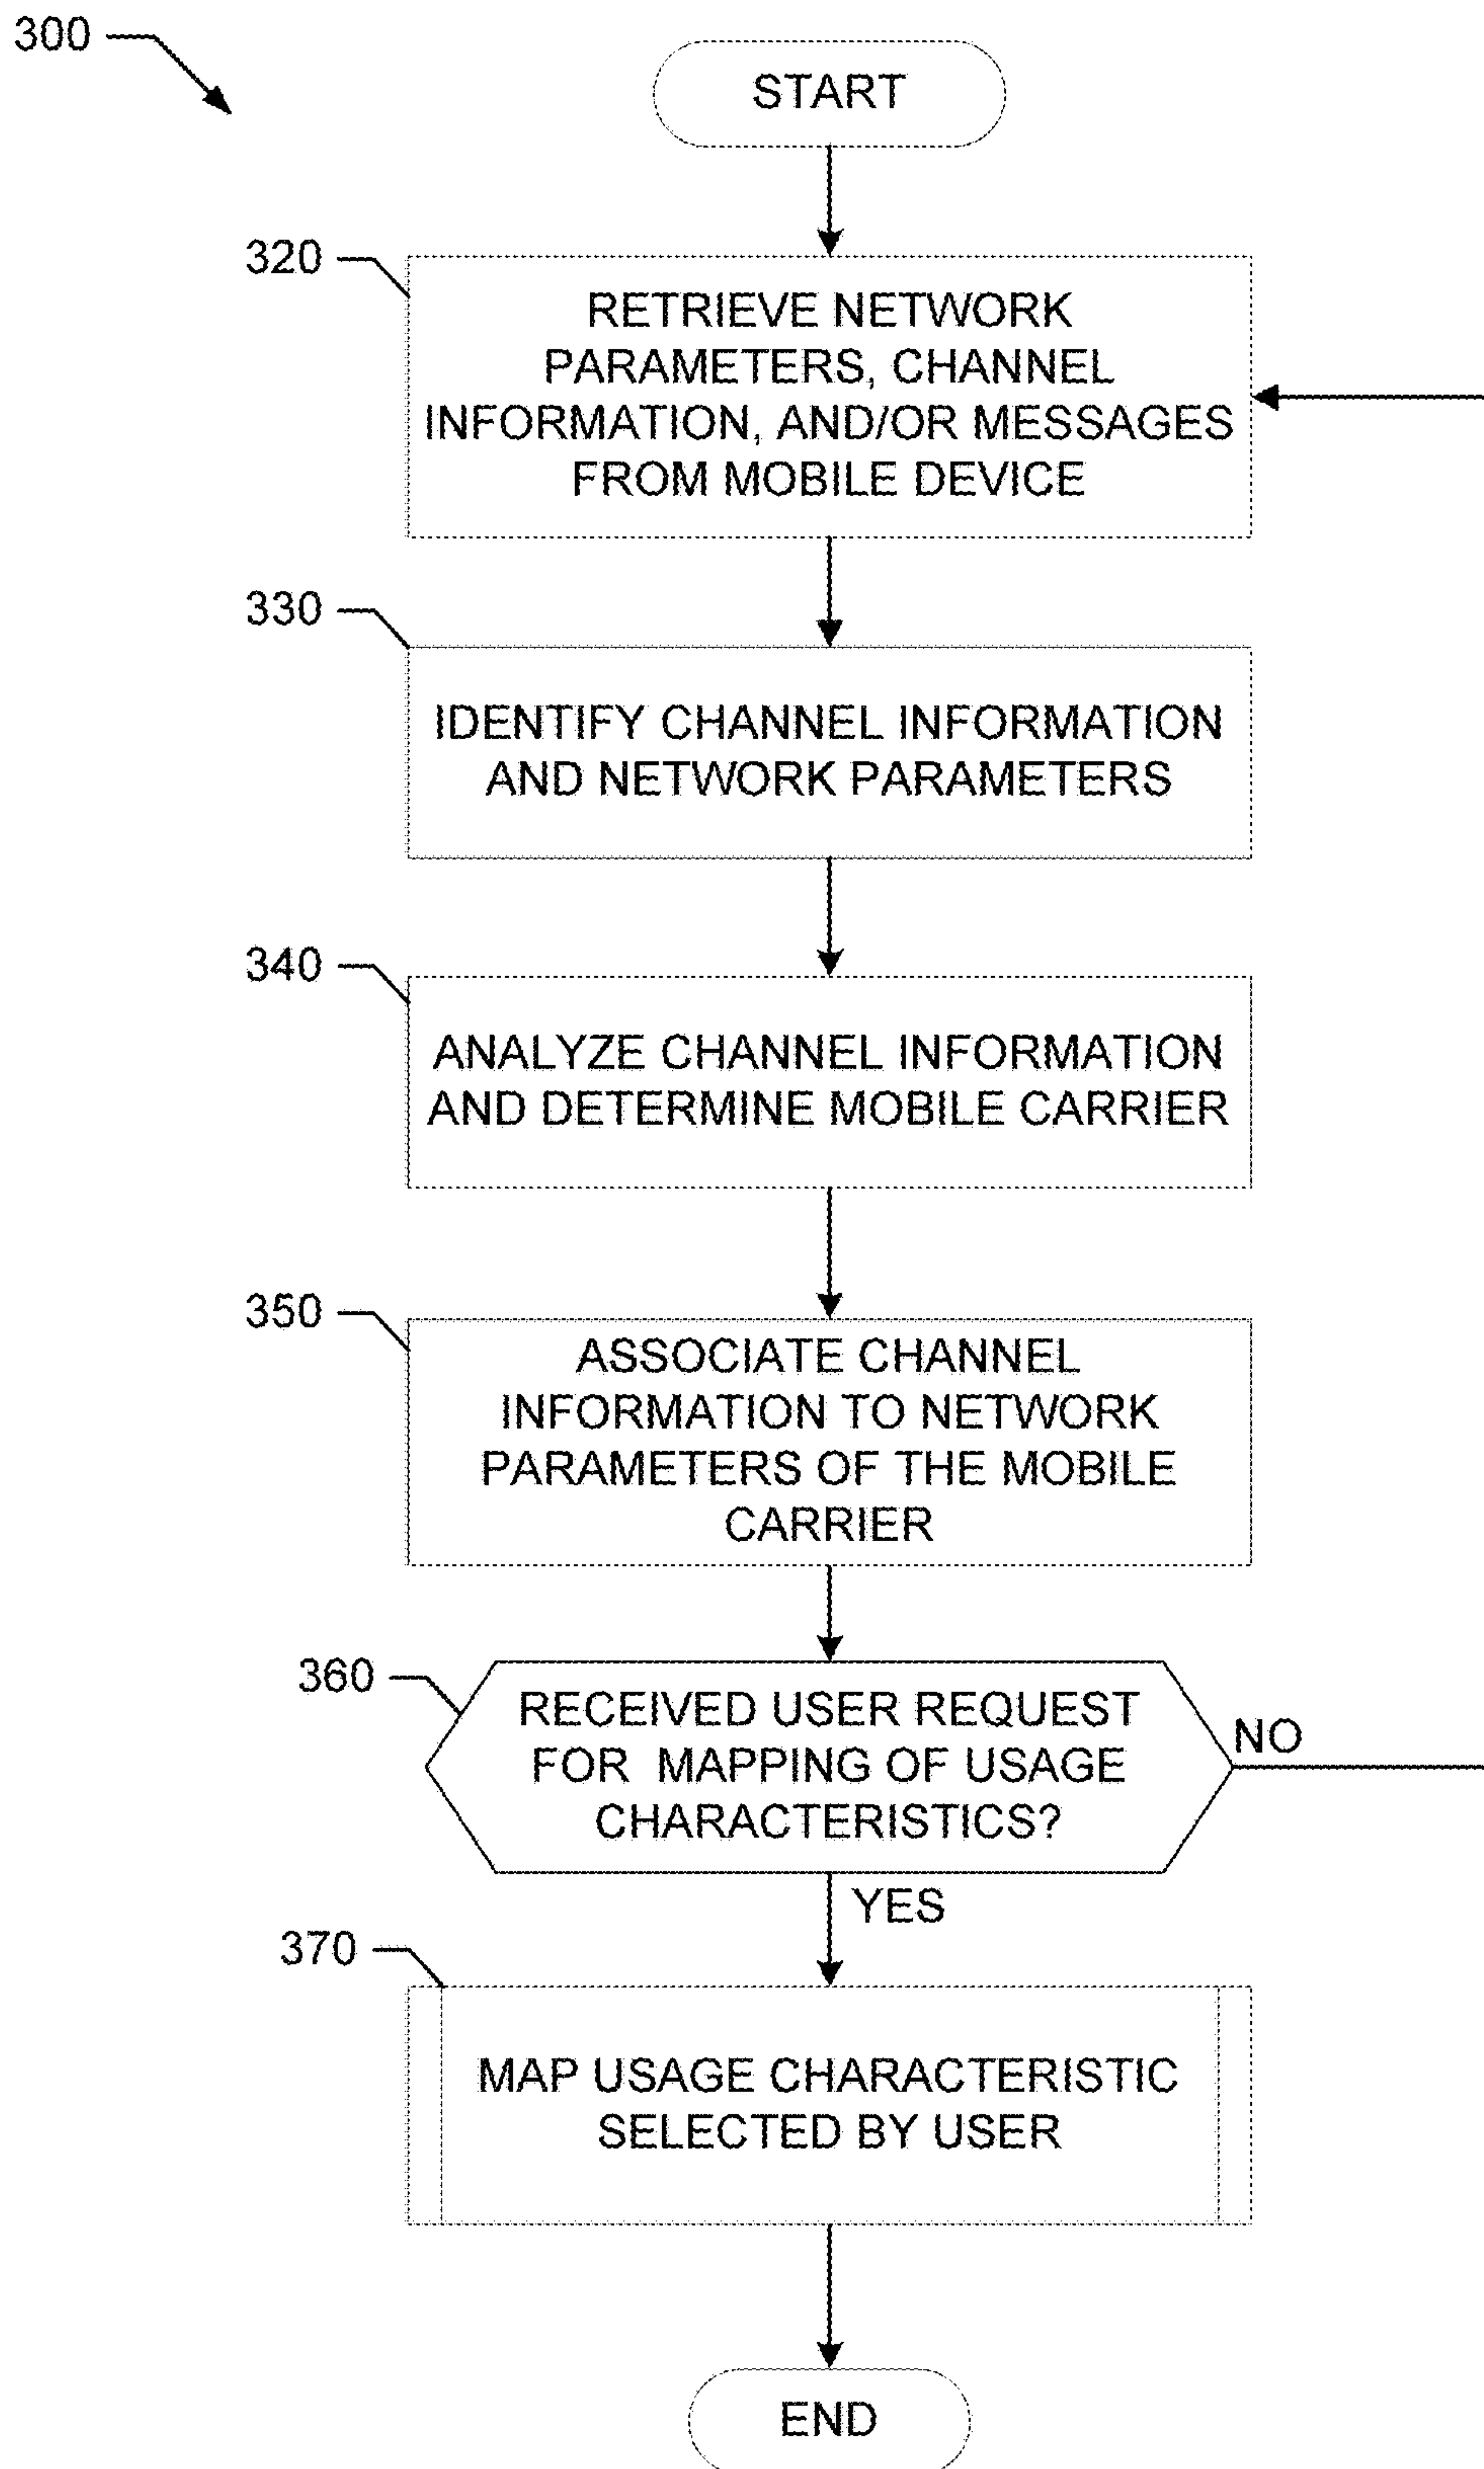 300
START
320
RETRIEVE NETWORK
PARAMETERS, CHANNEL
INFORMATION, AND/OR MESSAGES
FROM MOBILE DEVICE
330
IDENTIFY CHANNEL INFORMATION
AND NETWORK PARAMETERS
340
ANALYZE CHANNEL INFORMATION
AND DETERMINE MOBILE CARRIER
350
ASSOCIATE CHANNEL
INFORMATION TO NETWORK
PARAMETERS OF THE MOBILE
CARRIER
360
RECEIVED USER REQUEST
FOR MAPPING OF USAGE
CHARACTERISTICS?
NO
YES
370
MAP USAGE CHARACTERISTIC
SELECTED BY USER
END